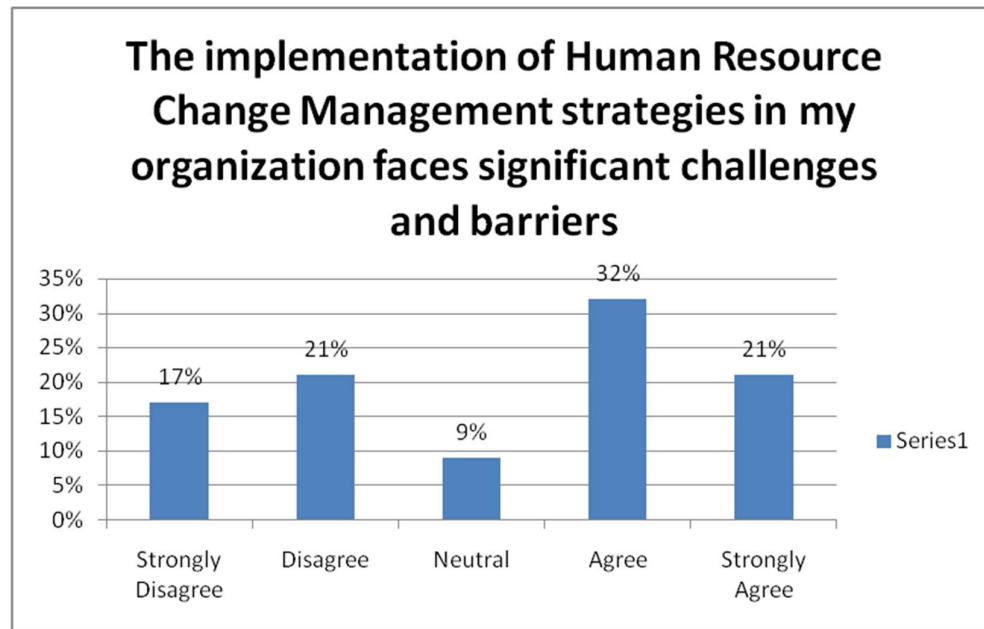 The implementation of Human Resource
Change Management strategies in my
organization faces significant challenges
and barriers
35%
30%
25%
20%
15%
10%
5%
0%
17%
21%
9%
32%
21%
Strongly
Disagree
Disagree
Neutral
Agree
Strongly
Agree
Series1